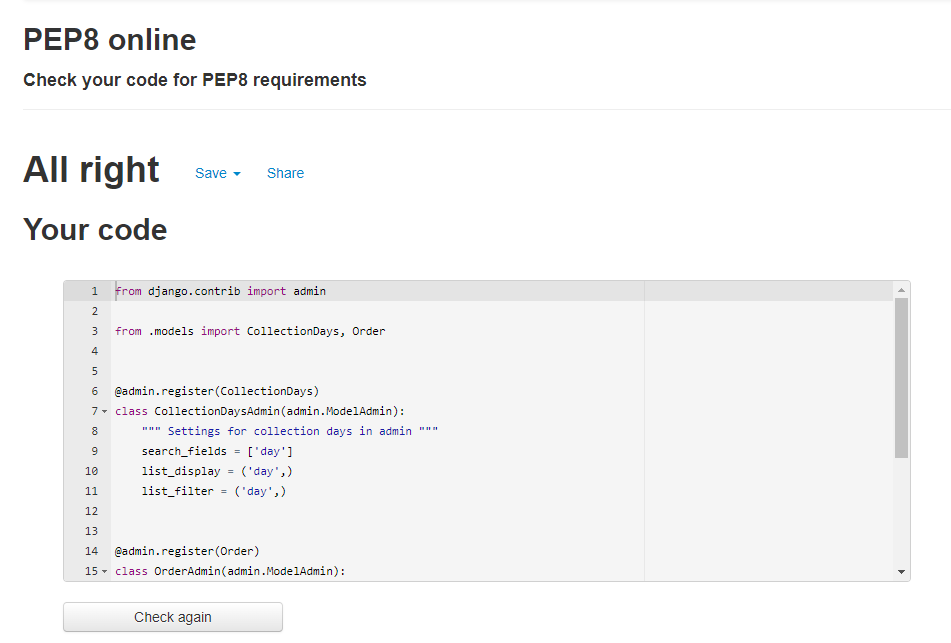 PEP8 online
Check your code for PEP8 requirements
All right Save Share
Your code
1 from django.contrib import admin
2
3 from .models import CollectionDays, Order
4
5
6 @admin.register(CollectionDays)
7 class CollectionDaysAdmin(admin.ModelAdmin):
8     """ Settings for collection days in admin """
9     search_fields = ['day']
10     list_display = ('day',)
11     list_filter = ('day',)
12
13
14 @admin.register(Order)
15 class OrderAdmin(admin.ModelAdmin):
Check again